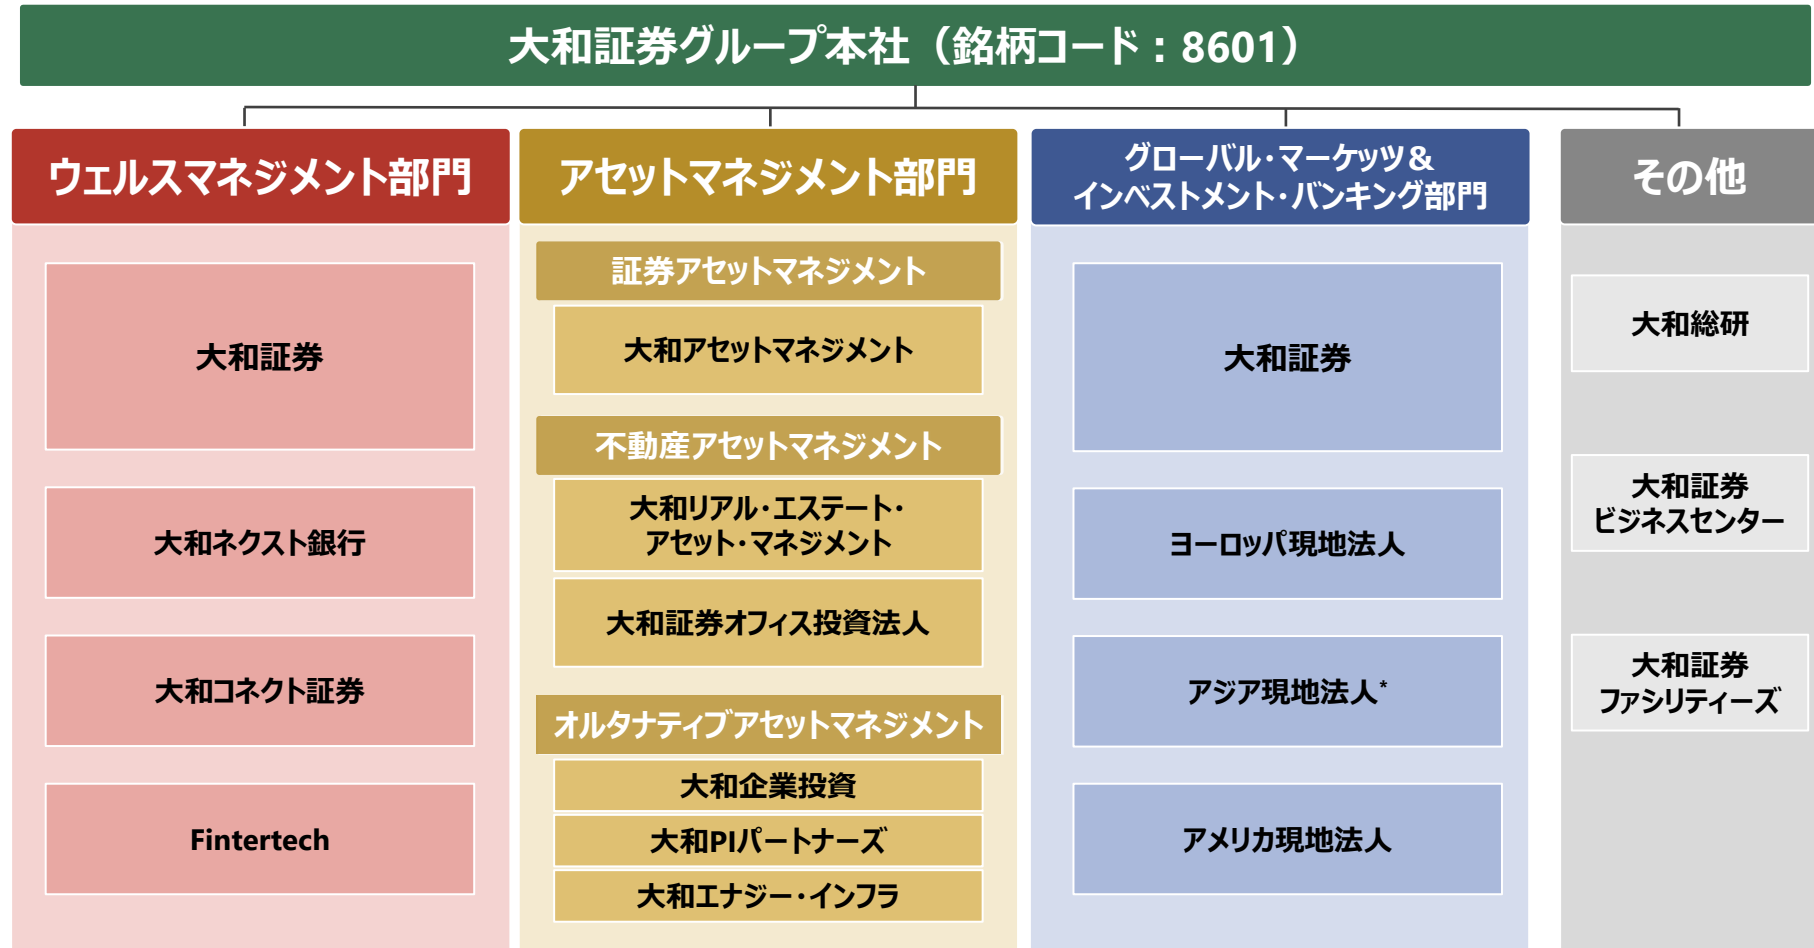 大和証券グループ本社（銘柄コード：8601）
ウェルスマネジメント部門
大和証券
大和ネクスト銀行
大和コネクト証券
Fintertech
アセットマネジメント部門
証券アセットマネジメント
大和アセットマネジメント
不動産アセットマネジメント
大和リアル・エステート・
アセット・マネジメント
大和証券オフィス投資法人
オルタナティブアセットマネジメント
大和企業投資
大和PIパートナーズ
大和エナジー・インフラ
グローバル・マーケッツ＆
インベストメント・バンキング部門
大和証券
ヨーロッパ現地法人
アジア現地法人*
アメリカ現地法人
その他
大和総研
大和証券
ビジネスセンター
大和証券
ファシリティーズ